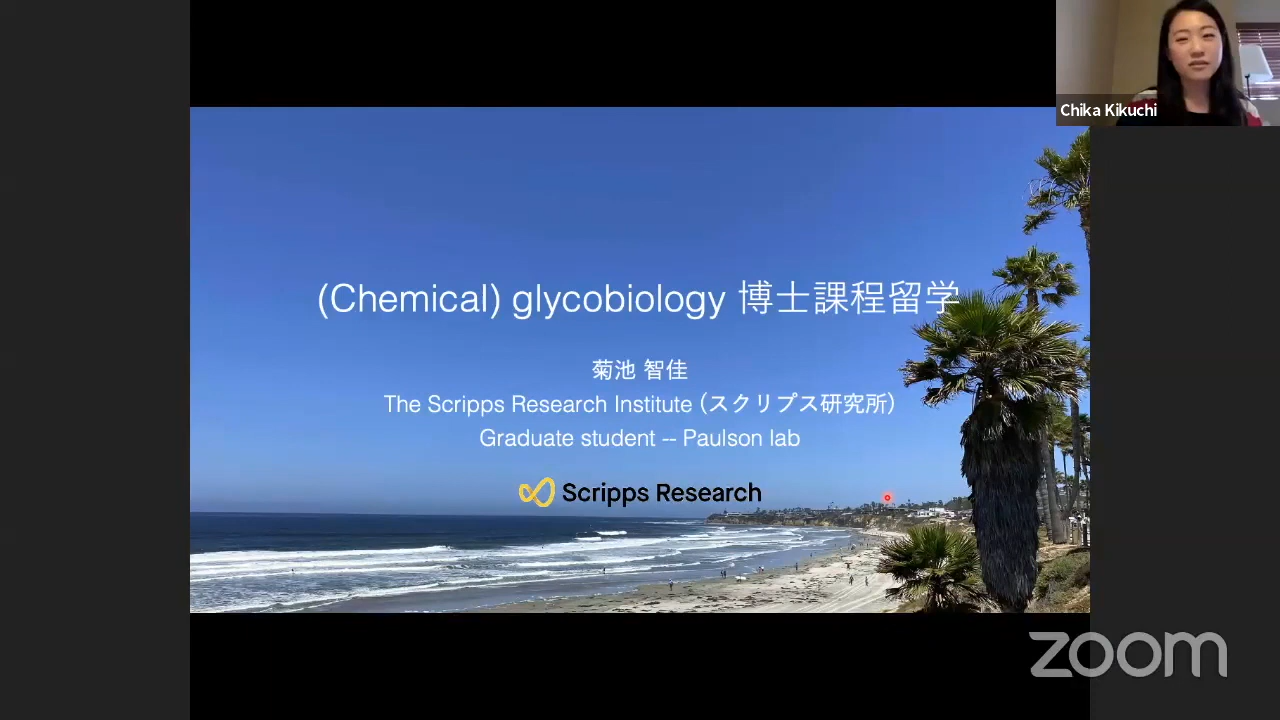 Chika Kikuchi
(Chemical) glycobiology 博士課程留学
菊池 智佳
The Scripps Research Institute (スクリプス研究所)
Graduate student -- Paulson lab
Scripps Research
zoom